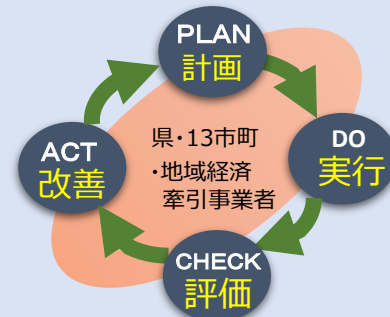 PLAN
計画
DO
実行
CHECK
評価
ACT
改善
県・13市町
・地域経済
牽引事業者